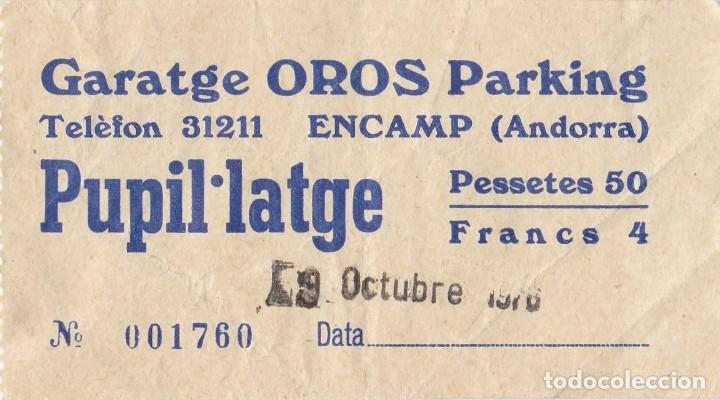 Garatge OROS Parking
Telèfon 31211 ENCAMP (Andorra)
Pupil·latge
Pessetes 50
Francs 4
Octubre
№ 001760 Data
todocoleccion